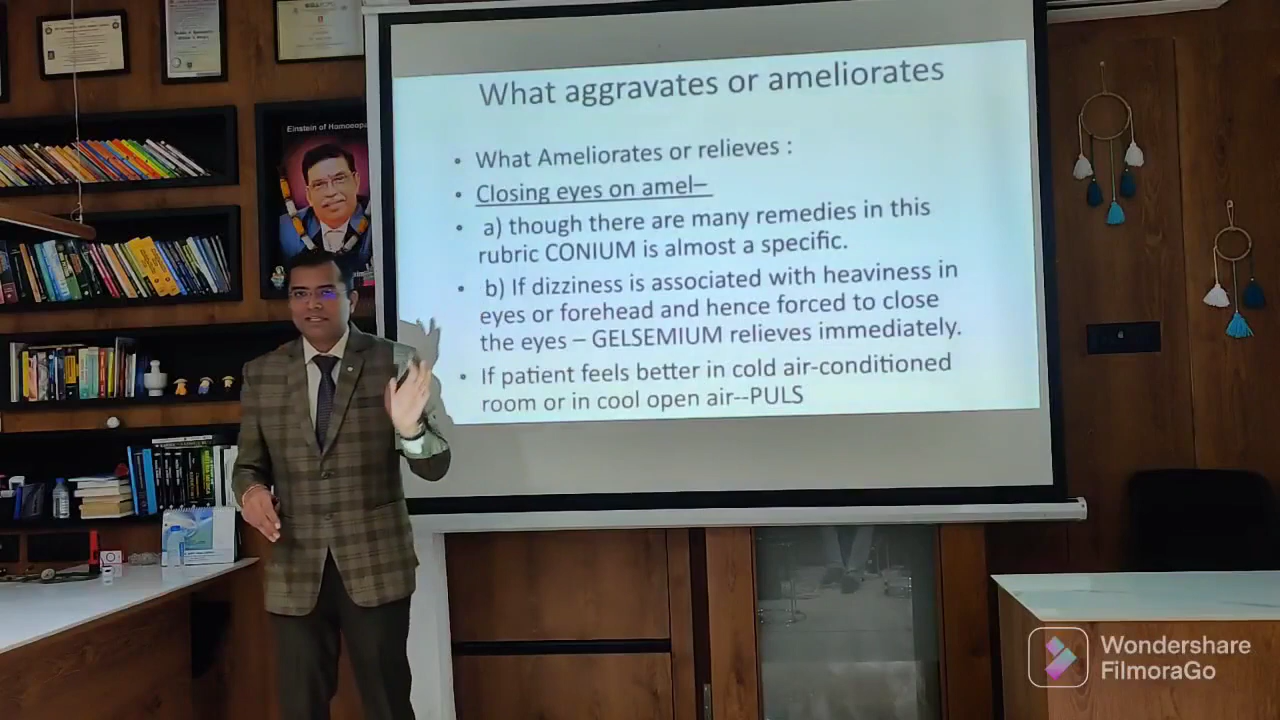 Einstein of Homoeopa
What aggravates or ameliorates
• What Ameliorates or relieves :
• Closing eyes on amel–
• a) though there are many remedies in this
rubric CONIUM is almost a specific.
• b) If dizziness is associated with heaviness in
eyes or forehead and hence forced to close
the eyes – GELSEMIUM relieves immediately.
• If patient feels better in cold air-conditioned
room or in cool open air--PULS
Wondershare
FilmoraGo